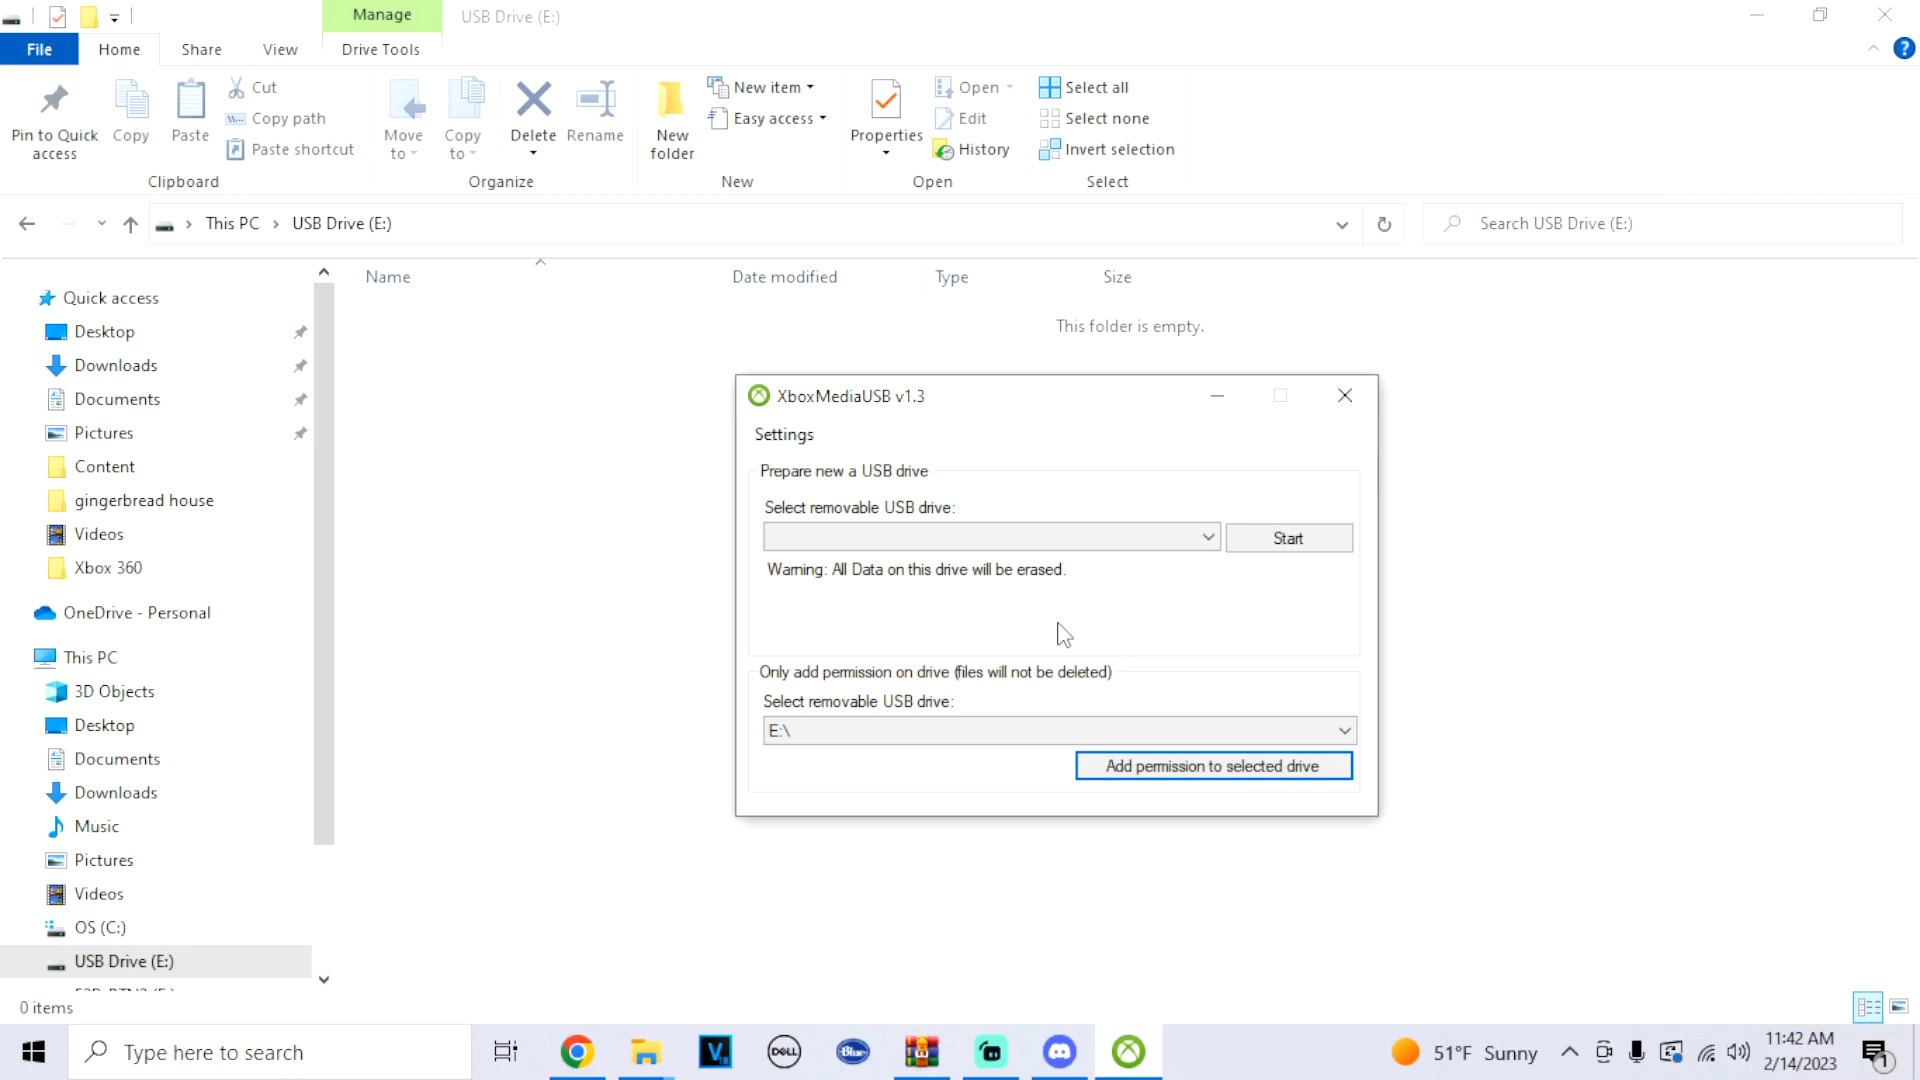 Manage
USB Drive (E:)
File
Home
Share
View
Drive Tools
Pin to Quick access
Copy
Paste
Cut
Copy path
Paste shortcut
Clipboard
Move to
Copy to
Delete
Rename
Organize
New folder
New item
Easy access
New
Properties
Open
Edit
History
Open
Select all
Select none
Invert selection
Select
This PC > USB Drive (E:)
Search USB Drive (E:)
Name
Date modified
Type
Size
This folder is empty.
Quick access
Desktop
Downloads
Documents
Pictures
Content
gingerbread house
Videos
Xbox 360
OneDrive - Personal
This PC
3D Objects
Desktop
Documents
Downloads
Music
Pictures
Videos
OS (C:)
USB Drive (E:)
0 items
XboxMediaUSB v1.3
Settings
Prepare new a USB drive
Select removable USB drive:
Start
Warning: All Data on this drive will be erased.
Only add permission on drive (files will not be deleted)
Select removable USB drive:
E:\
Add permission to selected drive
Type here to search
DELL
Blue
51°F Sunny
11:42 AM
2/14/2023
1